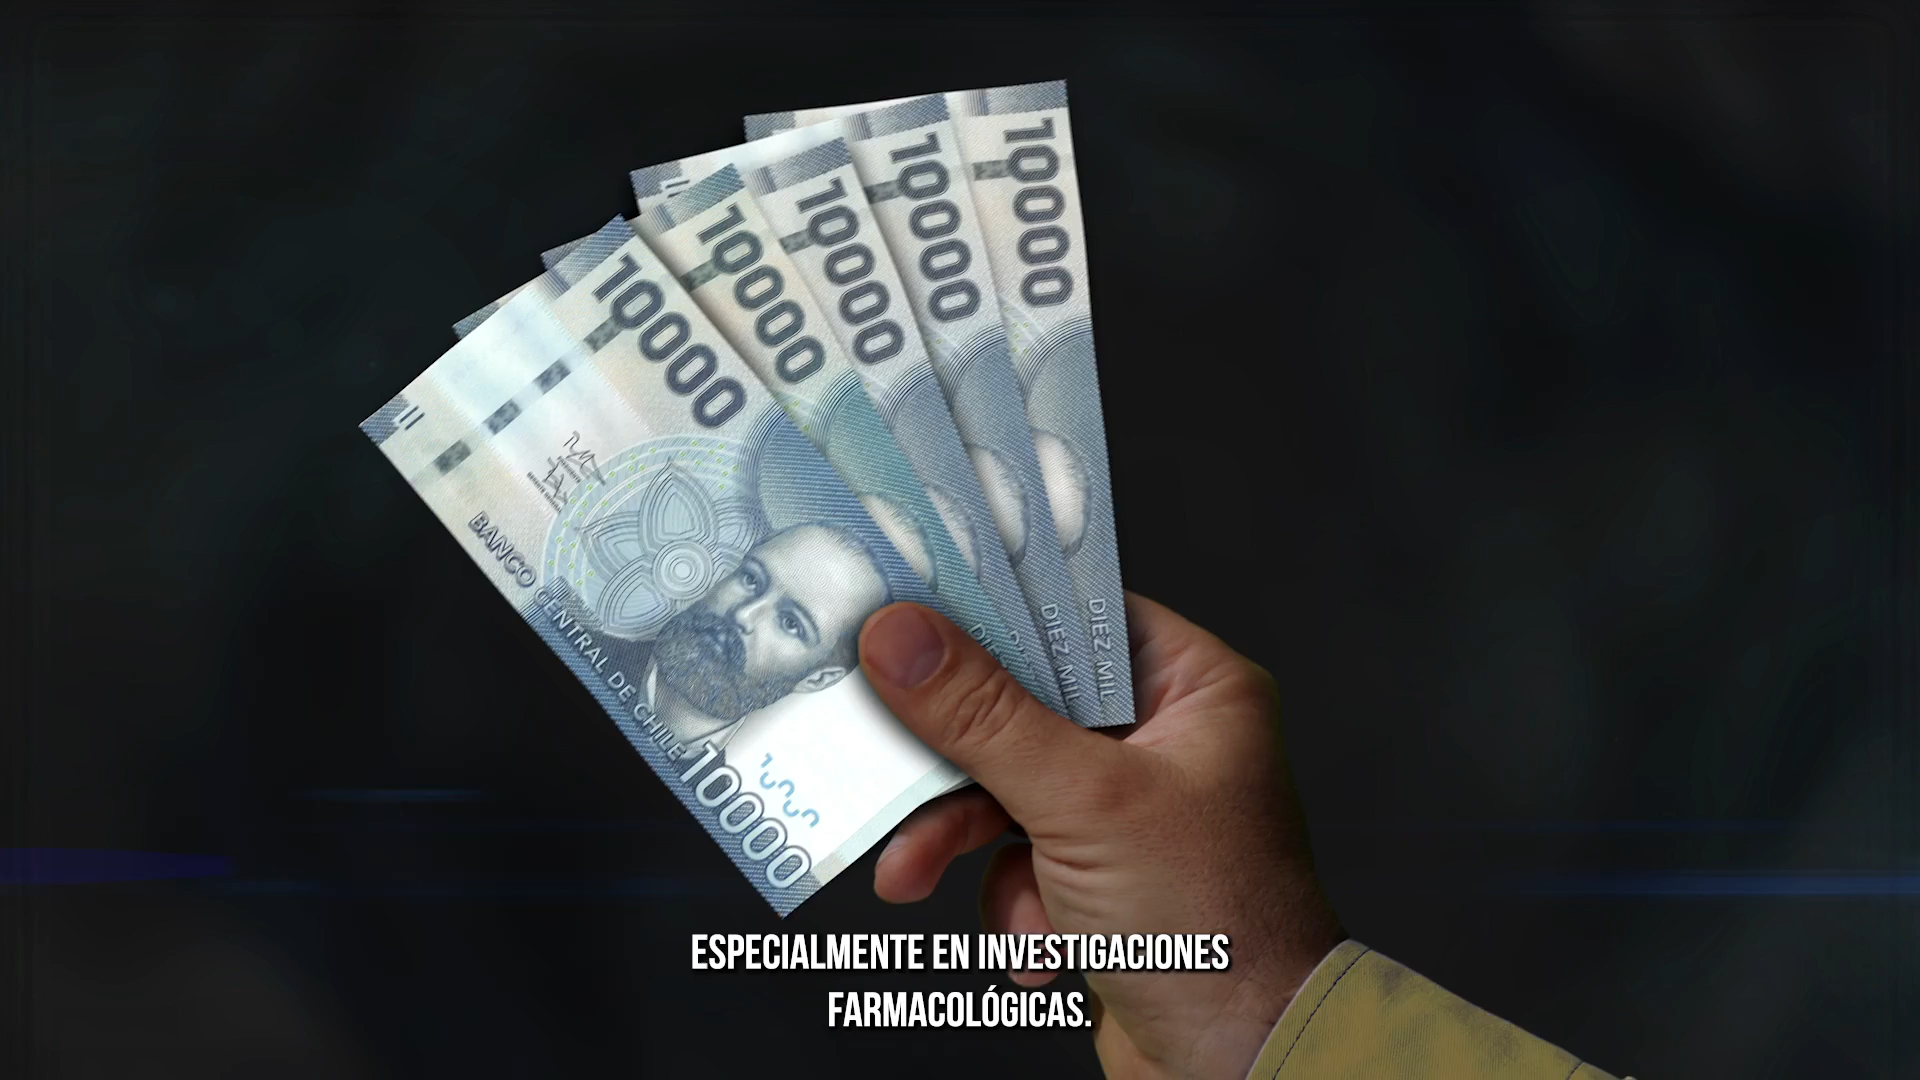 10000
10000
10000
10000
10000
BANCO CENTRAL DE CHILE
10000
DIEZ MIL
DIEZ MIL
ESPECIALMENTE EN INVESTIGACIONES
FARMACOLÓGICAS.